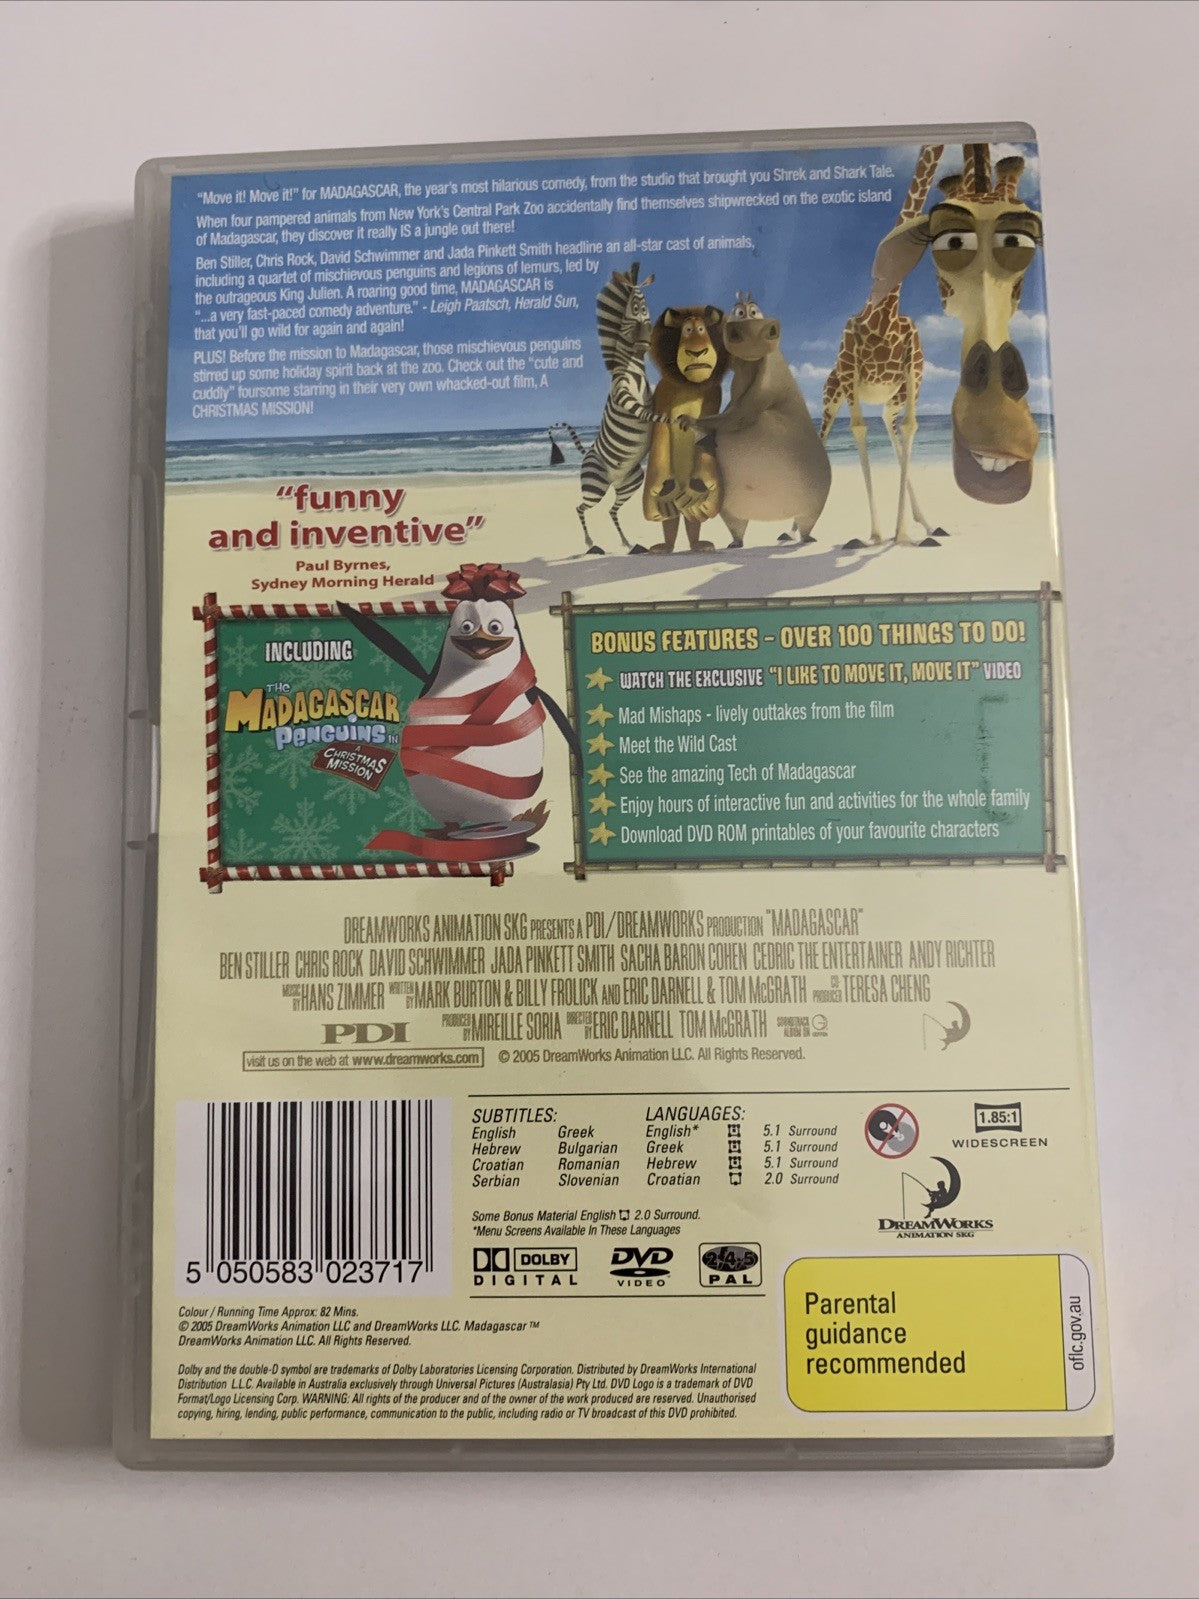 "Move it! Move it!" for MADAGASCAR, the year's most hilarious comedy, from the studio that brought you Shrek and Shark Tale.
When four pampered animals from New York's Central Park Zoo accidentally find themselves shipwrecked on the exotic island
of Madagascar, they discover it really IS a jungle out there!
Ben Stiller, Chris Rock, David Schwimmer and Jada Pinkett Smith headline an all-star cast of animals,
including a quartet of mischievous penguins and legions of lemurs, led by
the outrageous King Julien. A roaring good time, MADAGASCAR is
"...a very fast-paced comedy adventure." - Leigh Paatsch, Herald Sun,
that you'll go wild for again and again!
PLUS! Before the mission to Madagascar, those mischievous penguins
stirred up some holiday spirit back at the zoo. Check out the "cute and
cuddly" foursome starring in their very own whacked-out film, A
CHRISTMAS MISSION!
"funny
and inventive"
Paul Byrnes,
Sydney Morning Herald
INCLUDING
THE
MADAGASCAR
PENGUINS IN
A
CHRISTMAS
MISSION
BONUS FEATURES – OVER 100 THINGS TO DO!
WATCH THE EXCLUSIVE "I LIKE TO MOVE IT, MOVE IT" VIDEO
Mad Mishaps - lively outtakes from the film
Meet the Wild Cast
See the amazing Tech of Madagascar
Enjoy hours of interactive fun and activities for the whole family
Download DVD ROM printables of your favourite characters
DREAMWORKS ANIMATION SKG PRESENTS A PDI/DREAMWORKS PRODUCTION "MADAGASCAR"
BEN STILLER CHRIS ROCK DAVID SCHWIMMER JADA PINKETT SMITH SACHA BARON COHEN CEDRIC THE ENTERTAINER ANDY RICHTER
MUSIC BY HANS ZIMMER WRITTEN BY MARK BURTON & BILLY FROLICK AND ERIC DARNELL & TOM McGRATH CO PRODUCER TERESA CHENG
PDI PRODUCED BY MIREILLE SORIA DIRECTED BY ERIC DARNELL TOM McGRATH SOUNDTRACK ALBUM ON
visit us on the web at www.dreamworks.com © 2005 DreamWorks Animation LLC. All Rights Reserved.
5 050583 023717
SUBTITLES:
English Greek
Hebrew Bulgarian
Croatian Romanian
Serbian Slovenian
LANGUAGES:
English* 5.1 Surround
Greek 5.1 Surround
Hebrew 5.1 Surround
Croatian 2.0 Surround
Some Bonus Material English 2.0 Surround.
*Menu Screens Available In These Languages
1.85:1
WIDESCREEN
DREAMWORKS
ANIMATION SKG
DOLBY
DIGITAL
DVD
VIDEO
2·4·5
PAL
Parental
guidance
recommended
oflc.gov.au
Colour / Running Time Approx: 82 Mins.
© 2005 DreamWorks Animation LLC and DreamWorks LLC. Madagascar ™
DreamWorks Animation LLC. All Rights Reserved.
Dolby and the double-D symbol are trademarks of Dolby Laboratories Licensing Corporation. Distributed by DreamWorks International
Distribution L.L.C. Available in Australia exclusively through Universal Pictures (Australasia) Pty Ltd. DVD Logo is a trademark of DVD
Format/Logo Licensing Corp. WARNING: All rights of the producer and of the owner of the work produced are reserved. Unauthorised
copying, hiring, lending, public performance, communication to the public, including radio or TV broadcast of this DVD prohibited.